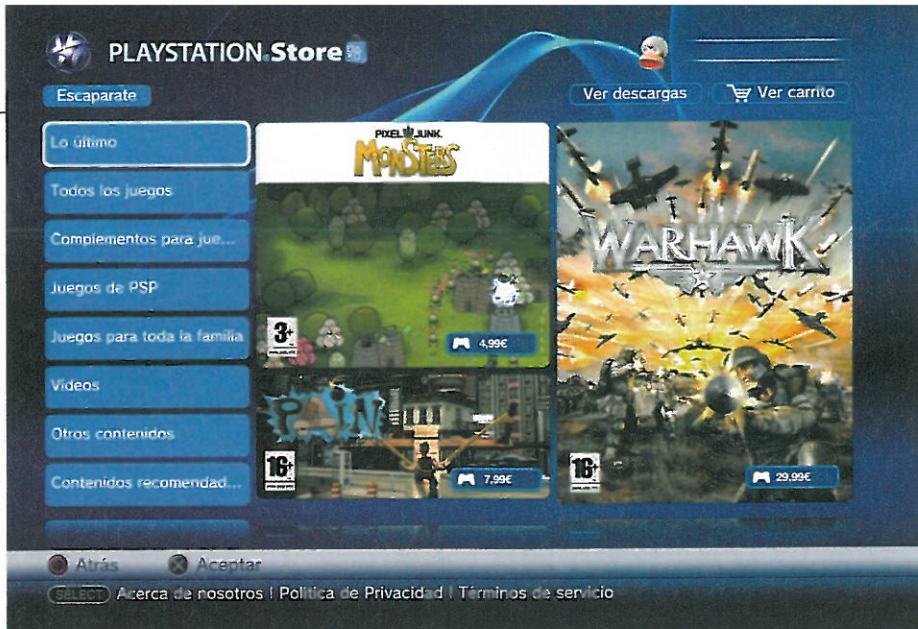 PLAYSTATION®Store
Escaparate
Ver descargas
Ver carrito
Lo último
Todos los juegos
Complementos para jue...
Juegos de PSP
Juegos para toda la familia
Vídeos
Otros contenidos
Contenidos recomendad...
PIXEL JUNK
MONSTERS
3+
4,99€
PAIN
16+
7,99€
WARHAWK
16+
29,99€
Atrás
Aceptar
SELECT Acerca de nosotros | Política de Privacidad | Términos de servicio